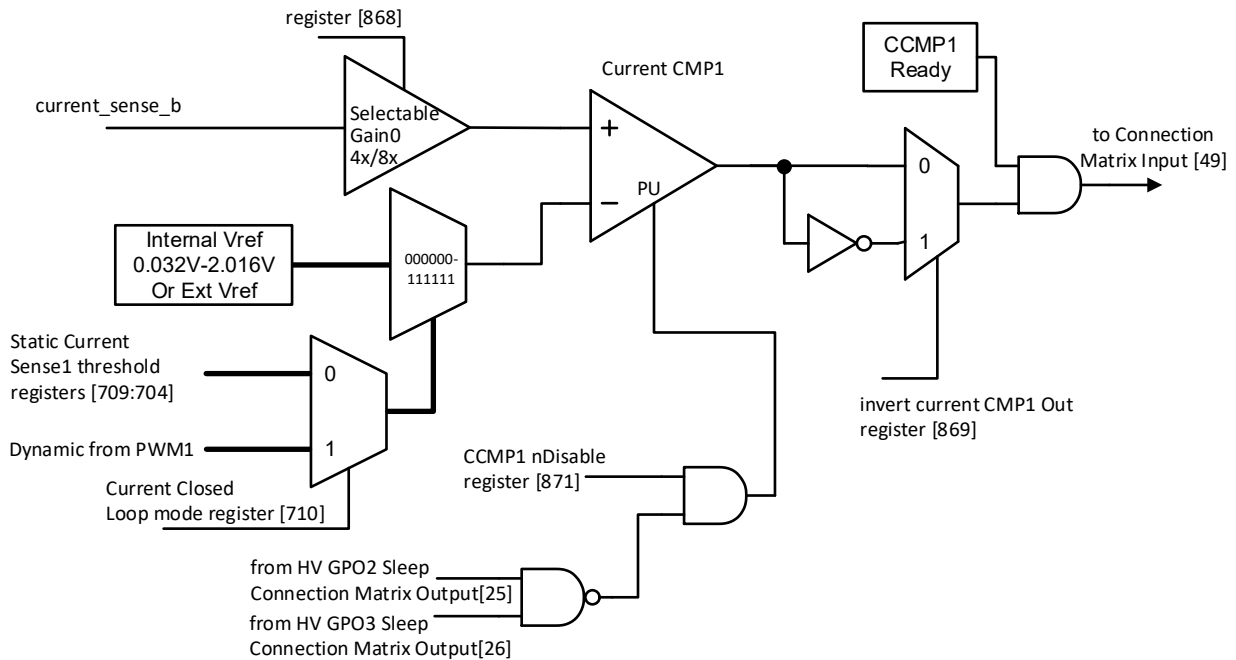 register [868]
CCMP1
Ready
Current CMP1
current_sense_b
Selectable
Gain0
4x/8x
+
−
PU
0
1
to Connection
Matrix Input [49]
Internal Vref
0.032V-2.016V
Or Ext Vref
000000-
111111
Static Current
Sense1 threshold
registers [709:704]
0
Dynamic from PWM1
1
Current Closed
Loop mode register [710]
invert current CMP1 Out
register [869]
CCMP1 nDisable
register [871]
from HV GPO2 Sleep
Connection Matrix Output[25]
from HV GPO3 Sleep
Connection Matrix Output[26]